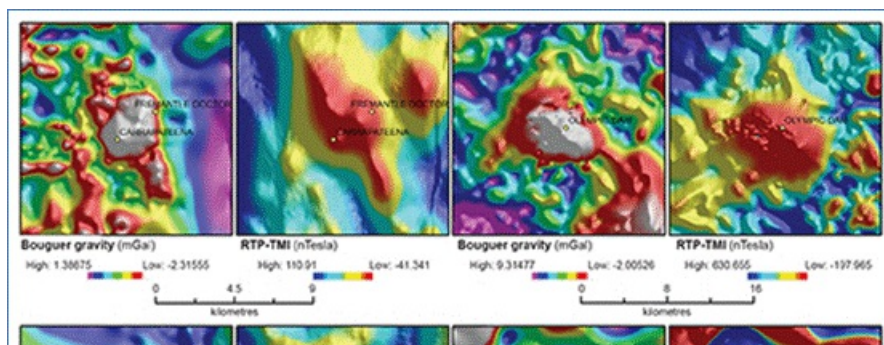 FREMANTLE DOCTOR
CARRAPATEENA
FREMANTLE DOCTOR
CARRAPATEENA
OLYMPIC DAM
OLYMPIC DAM
Bouguer gravity (mGal)
High: 1.38675 Low: -2.31555
RTP-TMI (nTesla)
High: 110.91 Low: -41.341
Bouguer gravity (mGal)
High: 9.31477 Low: -2.00526
RTP-TMI (nTesla)
High: 630.655 Low: -197.965
0 4.5 9
kilometres
0 8 16
kilometres